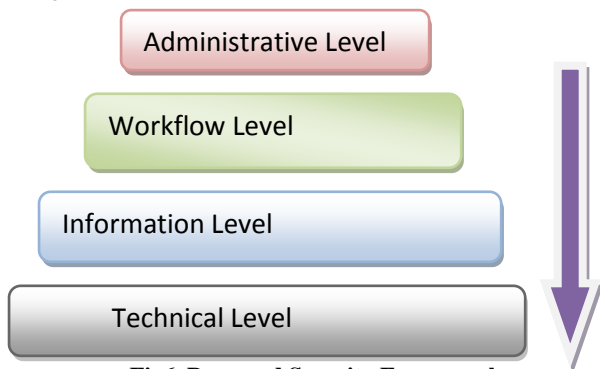 Administrative Level
Workflow Level
Information Level
Technical Level